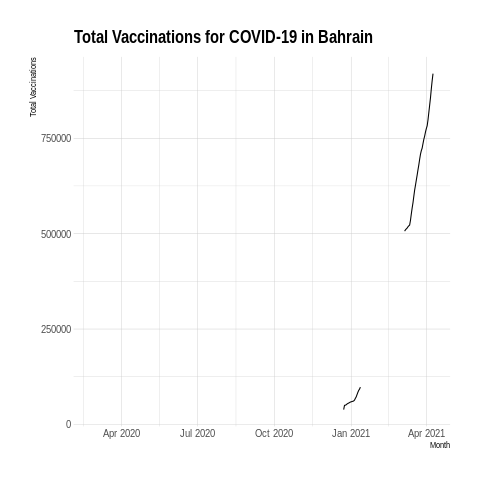 Total Vaccinations for COVID-19 in Bahrain
Total Vaccinations
750000
500000
250000
0
Apr 2020 Jul 2020 Oct 2020 Jan 2021 Apr 2021
Month